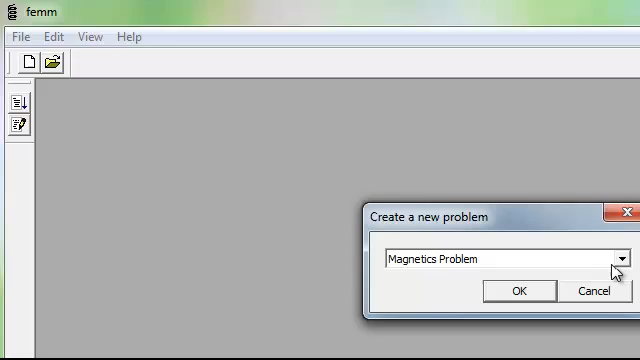 femm
File Edit View Help
Create a new problem
Magnetics Problem
OK Cancel